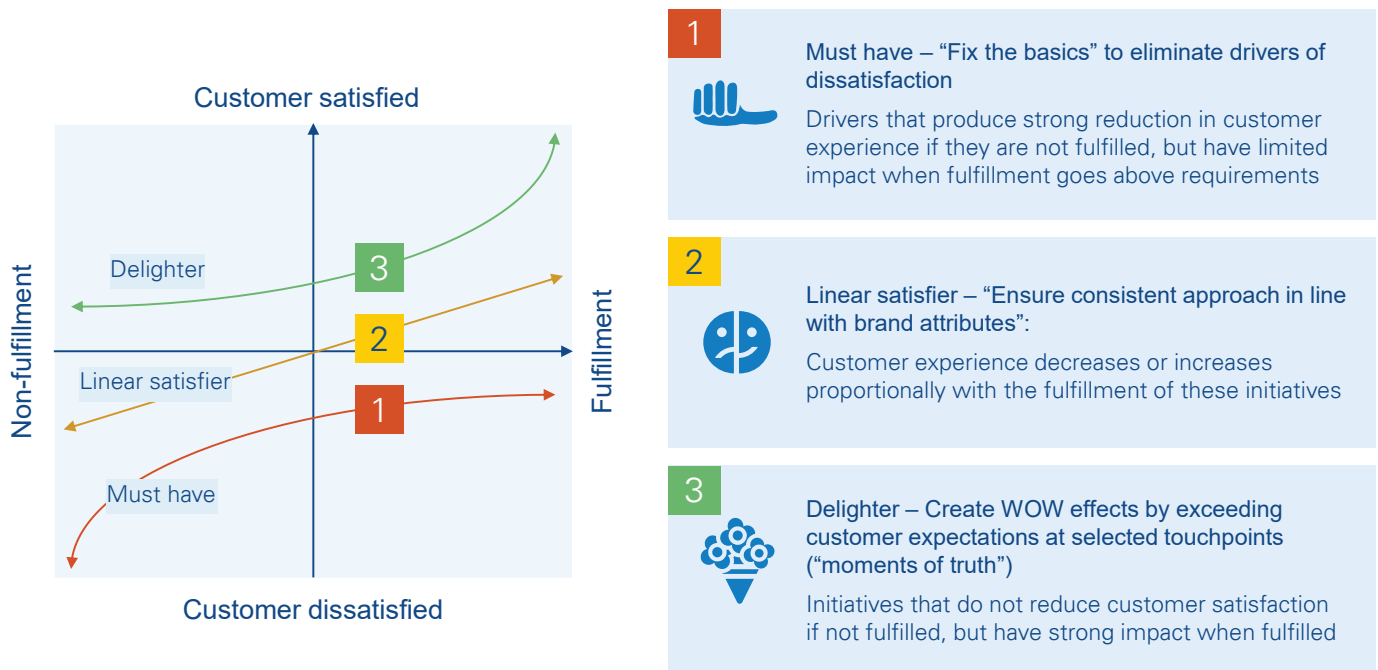 Customer satisfied
Non-fulfillment
Delighter
3
2
Linear satisfier
1
Must have
Fulfillment
Customer dissatisfied
1
Must have – “Fix the basics” to eliminate drivers of
dissatisfaction
Drivers that produce strong reduction in customer
experience if they are not fulfilled, but have limited
impact when fulfillment goes above requirements
2
Linear satisfier – “Ensure consistent approach in line
with brand attributes”:
Customer experience decreases or increases
proportionally with the fulfillment of these initiatives
3
Delighter – Create WOW effects by exceeding
customer expectations at selected touchpoints
(“moments of truth”)
Initiatives that do not reduce customer satisfaction
if not fulfilled, but have strong impact when fulfilled